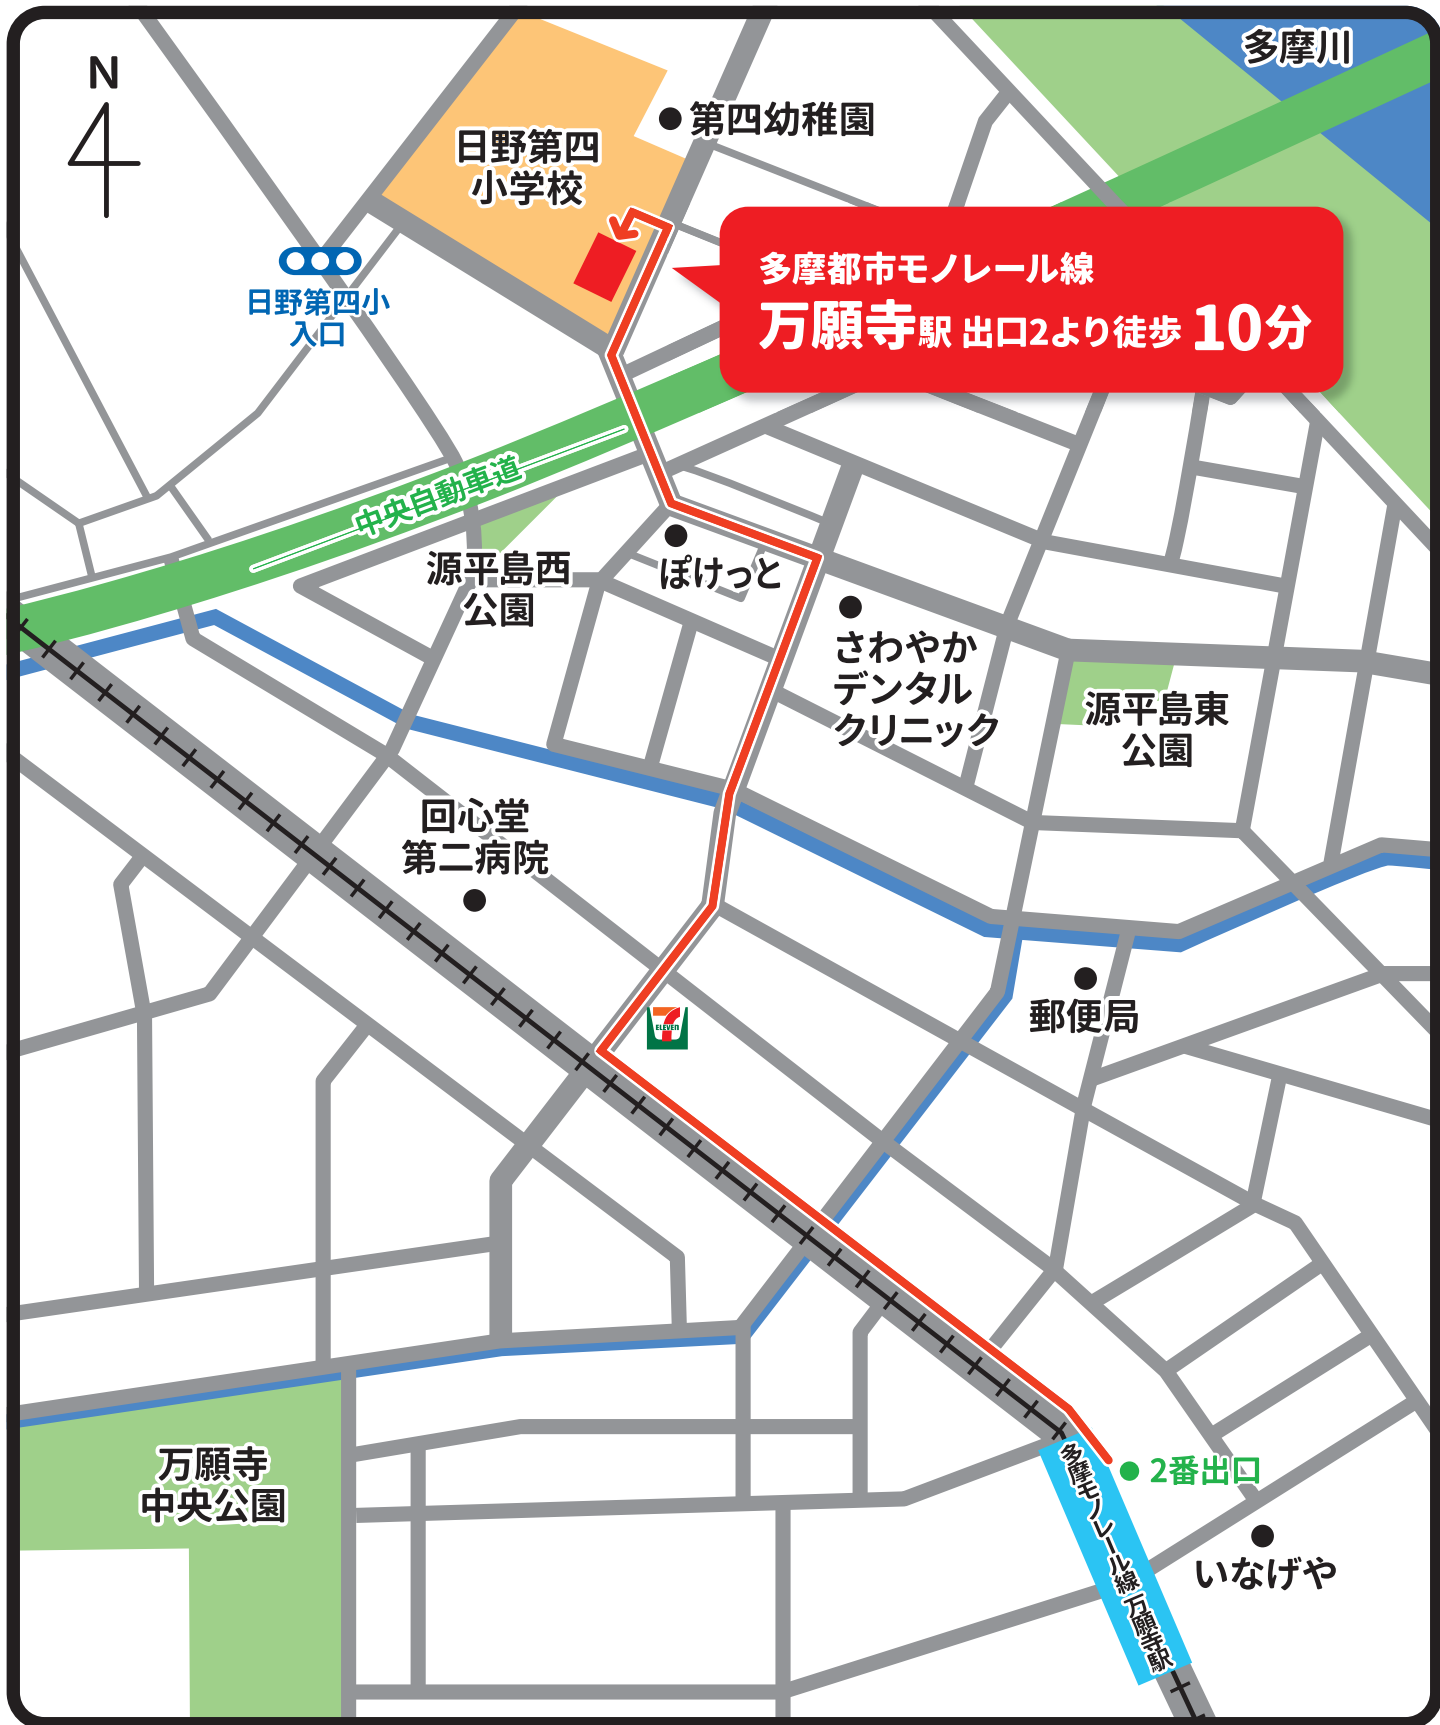 多摩川
N
第四幼稚園
日野第四
小学校
多摩都市モノレール線
万願寺駅 出口2より徒歩 10分
日野第四小
入口
中央自動車道
源平島西
公園
ぽけっと
さわやか
デンタル
クリニック
源平島東
公園
回心堂
第二病院
郵便局
7
ELEVEn
万願寺
中央公園
多摩モノレール線 万願寺駅
2番出口
いなげや